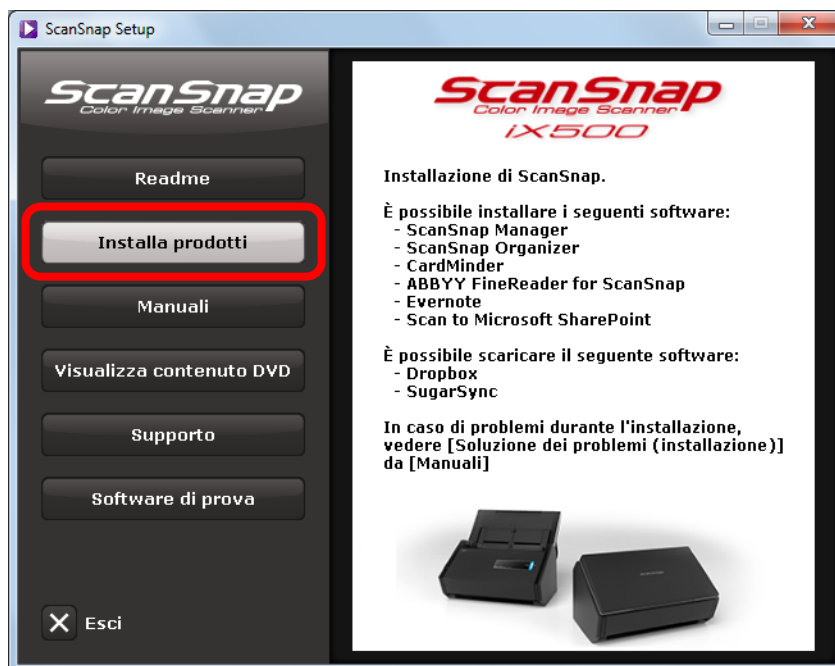 ScanSnap Setup
ScanSnap
Color Image Scanner
Readme
Installa prodotti
Manuali
Visualizza contenuto DVD
Supporto
Software di prova
Esci
ScanSnap
Color Image Scanner
iX500
Installazione di ScanSnap.
È possibile installare i seguenti software:
- ScanSnap Manager
- ScanSnap Organizer
- CardMinder
- ABBYY FineReader for ScanSnap
- Evernote
- Scan to Microsoft SharePoint
È possibile scaricare il seguente software:
- Dropbox
- SugarSync
In caso di problemi durante l'installazione,
vedere [Soluzione dei problemi (installazione)]
da [Manuali]